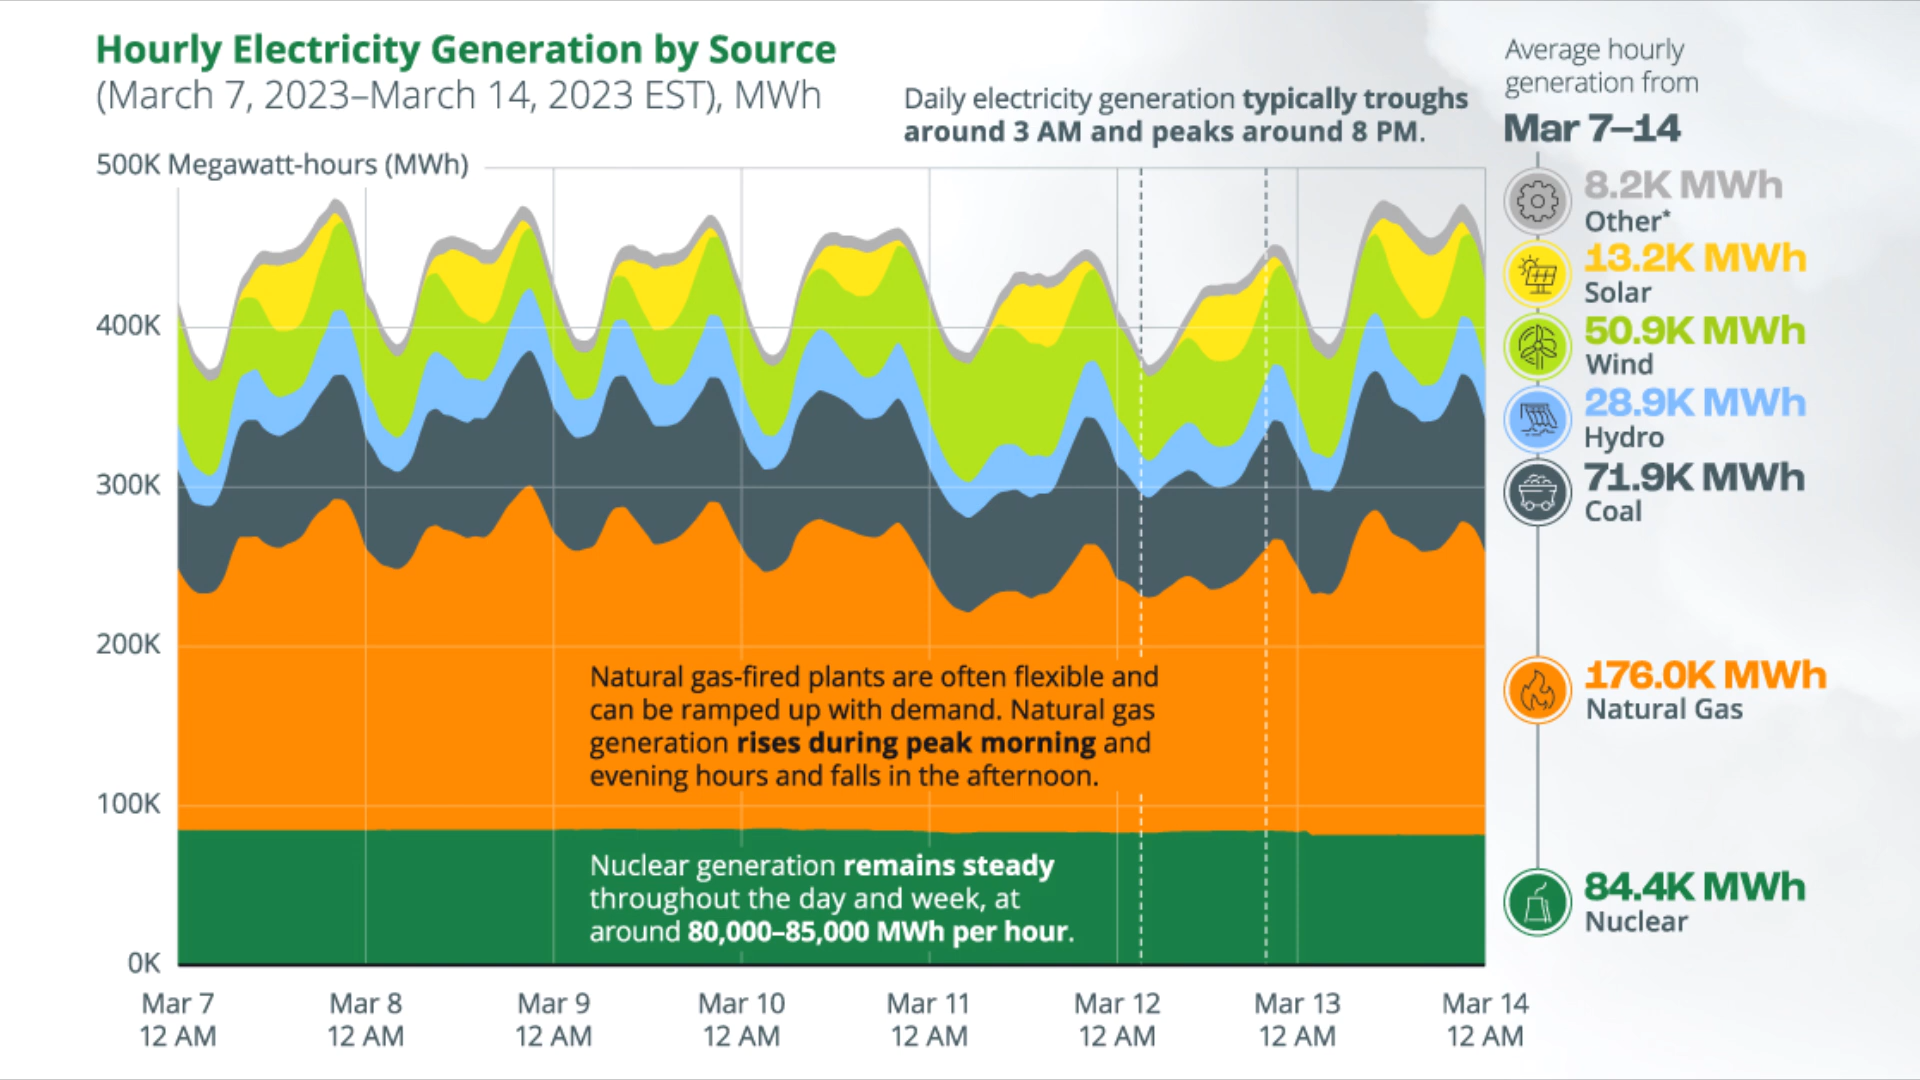 Hourly Electricity Generation by Source
(March 7, 2023–March 14, 2023 EST), MWh
Daily electricity generation typically troughs
around 3 AM and peaks around 8 PM.
Average hourly
generation from
Mar 7–14
500K Megawatt-hours (MWh)
400K
300K
200K
100K
0K
8.2K MWh
Other*
13.2K MWh
Solar
50.9K MWh
Wind
28.9K MWh
Hydro
71.9K MWh
Coal
176.0K MWh
Natural Gas
84.4K MWh
Nuclear
Natural gas-fired plants are often flexible and
can be ramped up with demand. Natural gas
generation rises during peak morning and
evening hours and falls in the afternoon.
Nuclear generation remains steady
throughout the day and week, at
around 80,000–85,000 MWh per hour.
Mar 7 Mar 8 Mar 9 Mar 10 Mar 11 Mar 12 Mar 13 Mar 14
12 AM 12 AM 12 AM 12 AM 12 AM 12 AM 12 AM 12 AM